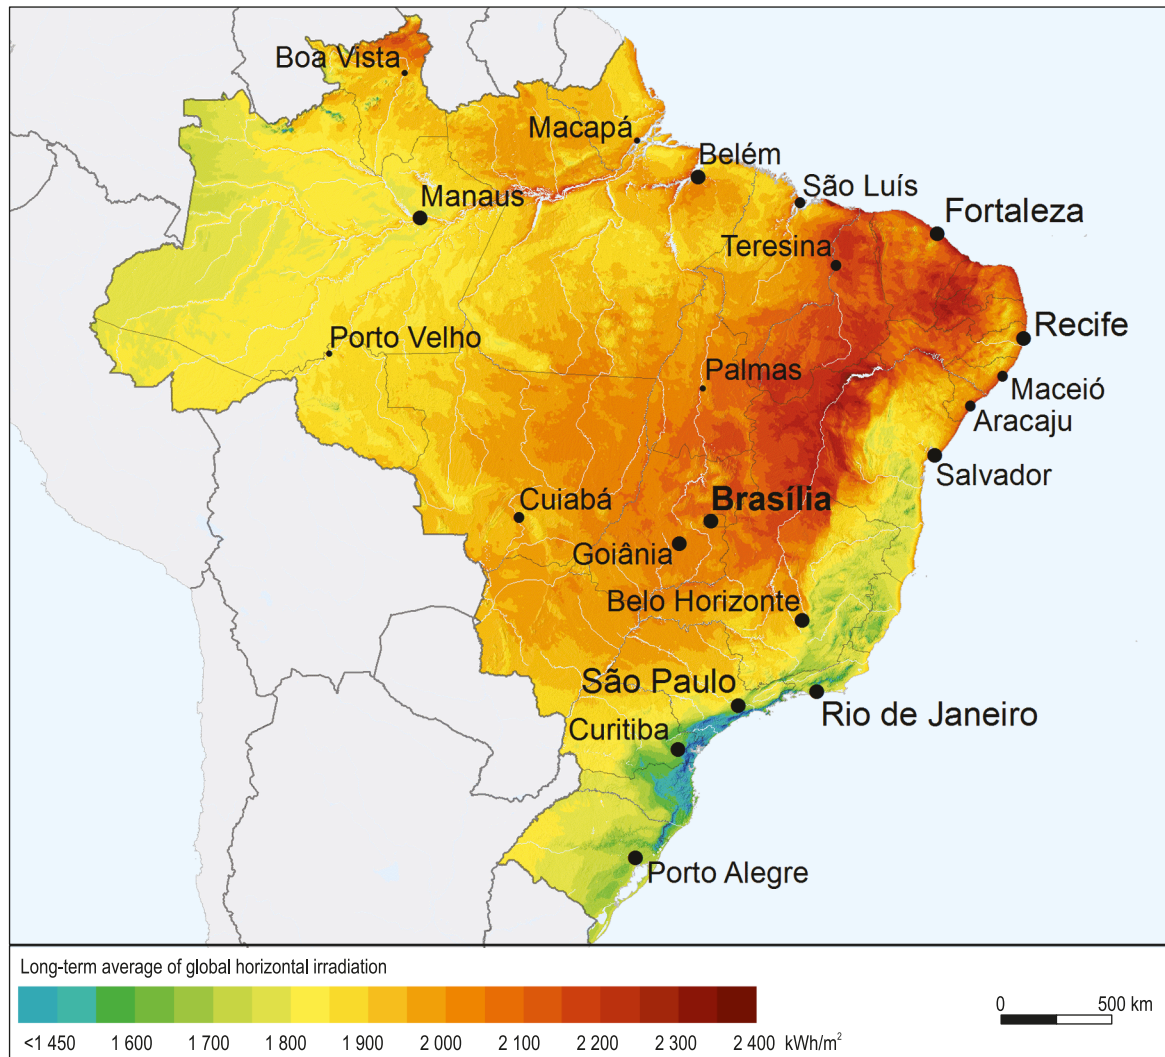 Boa Vista
Macapá
Belém
Manaus
São Luís
Fortaleza
Teresina
Recife
Porto Velho
Palmas
Maceió
Aracaju
Salvador
Cuiabá
Brasília
Goiânia
Belo Horizonte
São Paulo
Rio de Janeiro
Curitiba
Porto Alegre
Long-term average of global horizontal irradiation
<1 450 1 600 1 700 1 800 1 900 2 000 2 100 2 200 2 300 2 400 kWh/m²
0 500 km